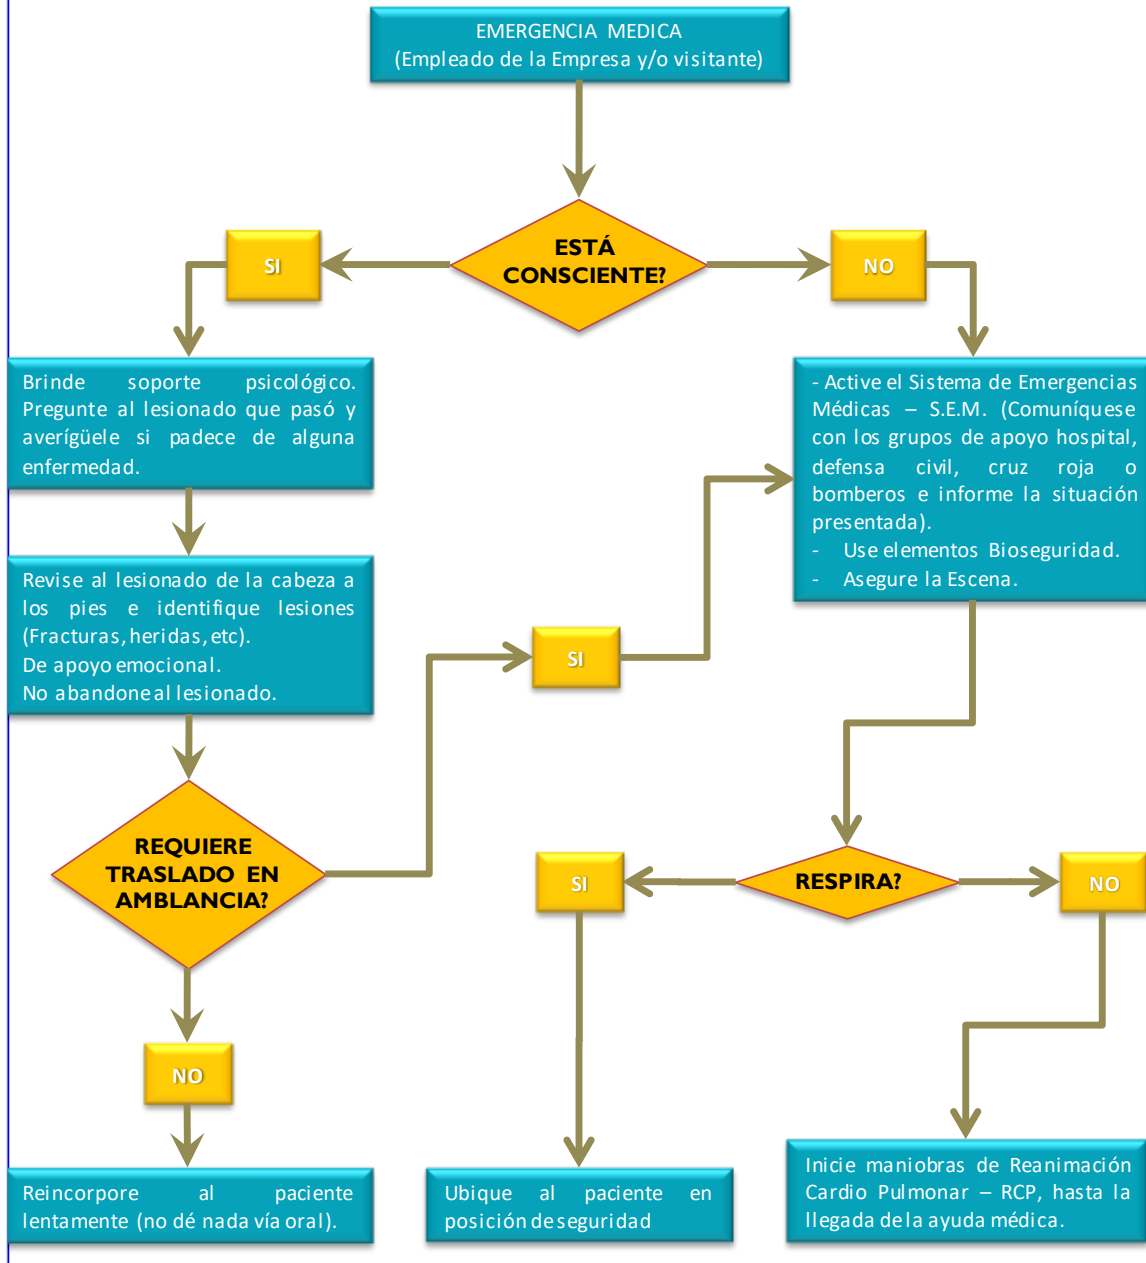 EMERGENCIA MEDICA
(Empleado de la Empresa y/o visitante)
ESTÁ
CONSCIENTE?
SI
NO
Brinde soporte psicológico.
Pregunte al lesionado que pasó y
averígüele si padece de alguna
enfermedad.
- Active el Sistema de Emergencias
Médicas – S.E.M. (Comuníquese
con los grupos de apoyo hospital,
defensa civil, cruz roja o
bomberos e informe la situación
presentada).
- Use elementos Bioseguridad.
- Asegure la Escena.
Revise al lesionado de la cabeza a
los pies e identifique lesiones
(Fracturas, heridas, etc).
De apoyo emocional.
No abandone al lesionado.
SI
REQUIERE
TRASLADO EN
AMBLANCIA?
RESPIRA?
SI
NO
NO
Reincorpore al paciente
lentamente (no dé nada vía oral).
Ubique al paciente en
posición de seguridad
Inicie maniobras de Reanimación
Cardio Pulmonar – RCP, hasta la
llegada de la ayuda médica.